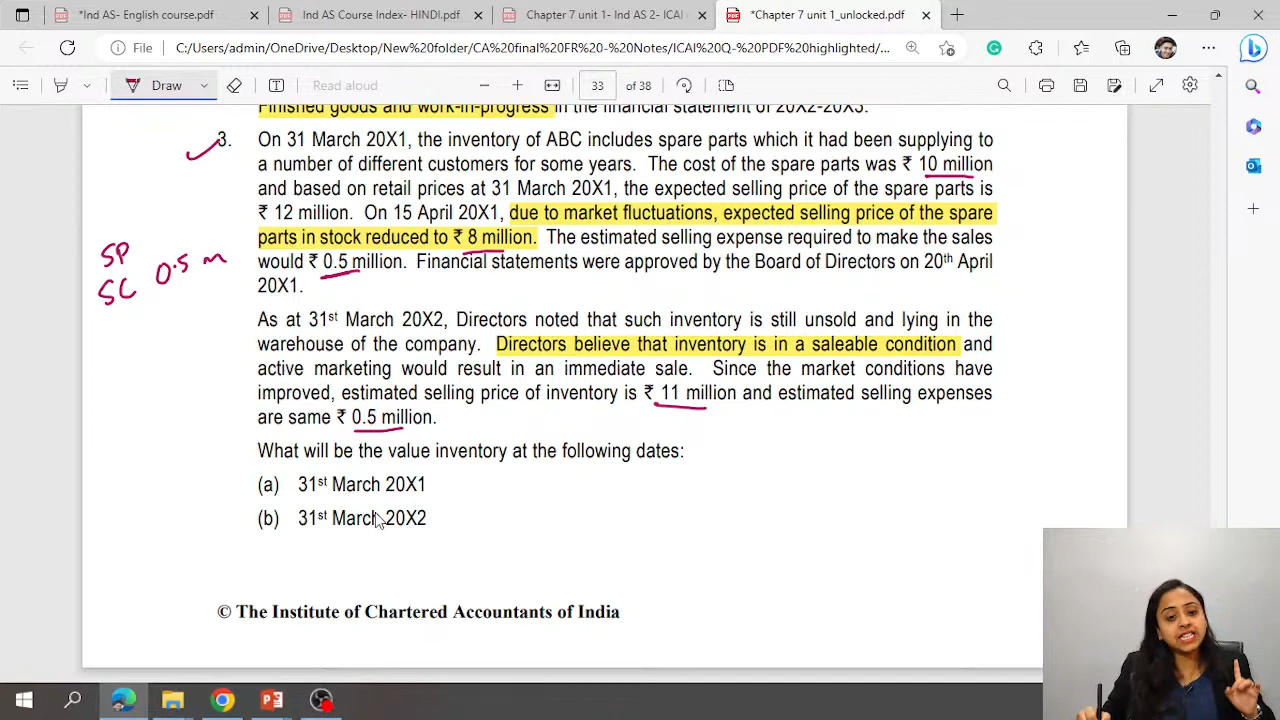 *Ind AS- English course.pdf
Ind AS Course Index- HINDI.pdf
Chapter 7 unit 1- Ind AS 2- ICAI
*Chapter 7 unit 1_unlocked.pdf
File C:/Users/admin/OneDrive/Desktop/New%20folder/CA%20final%20FR%20-%20Notes/ICAI%20Q-%20PDF%20highlighted/...
Draw
Read aloud
33 of 38
Finished goods and work-in-progress in the financial statement of 20X2-20X3.
3. On 31 March 20X1, the inventory of ABC includes spare parts which it had been supplying to
a number of different customers for some years. The cost of the spare parts was ₹ 10 million
and based on retail prices at 31 March 20X1, the expected selling price of the spare parts is
₹ 12 million. On 15 April 20X1, due to market fluctuations, expected selling price of the spare
parts in stock reduced to ₹ 8 million. The estimated selling expense required to make the sales
would ₹ 0.5 million. Financial statements were approved by the Board of Directors on 20th April
20X1.
SP
SC 0.5 m
As at 31st March 20X2, Directors noted that such inventory is still unsold and lying in the
warehouse of the company. Directors believe that inventory is in a saleable condition and
active marketing would result in an immediate sale. Since the market conditions have
improved, estimated selling price of inventory is ₹ 11 million and estimated selling expenses
are same ₹ 0.5 million.
What will be the value inventory at the following dates:
(a) 31st March 20X1
(b) 31st March 20X2
© The Institute of Chartered Accountants of India